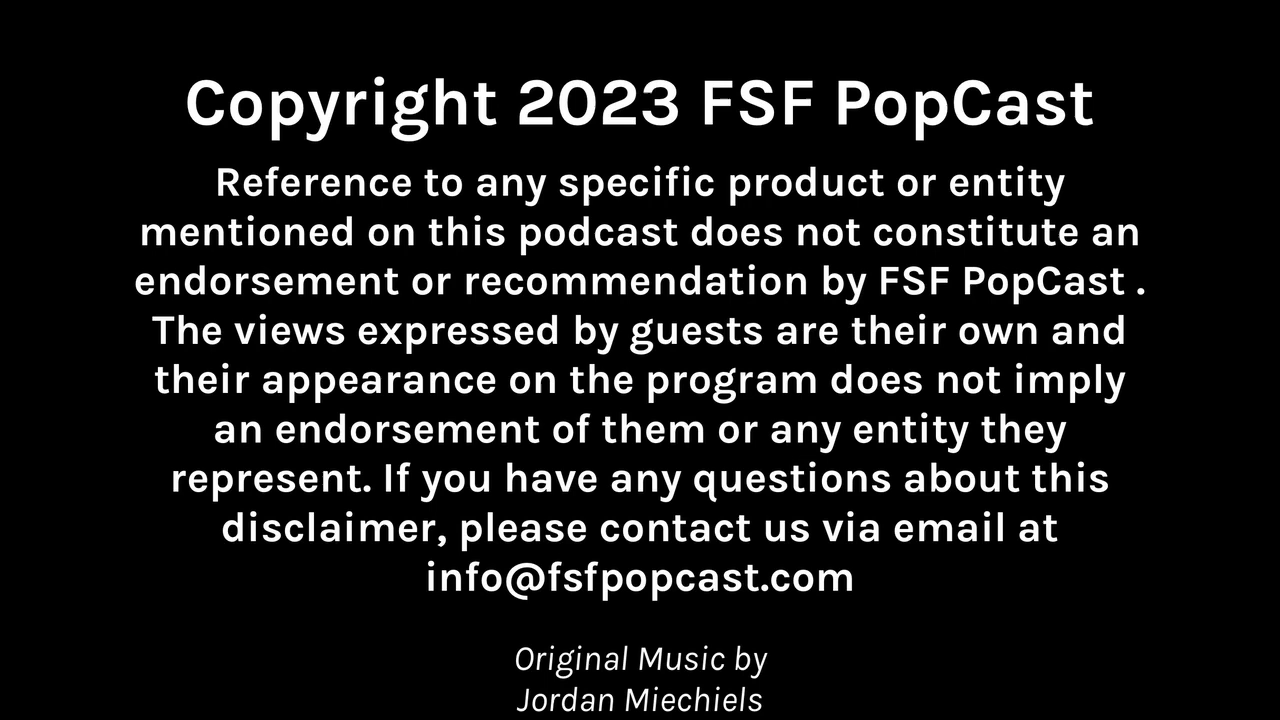 Copyright 2023 FSF PopCast
Reference to any specific product or entity
mentioned on this podcast does not constitute an
endorsement or recommendation by FSF PopCast .
The views expressed by guests are their own and
their appearance on the program does not imply
an endorsement of them or any entity they
represent. If you have any questions about this
disclaimer, please contact us via email at
info@fsfpopcast.com
Original Music by
Jordan Miechiels